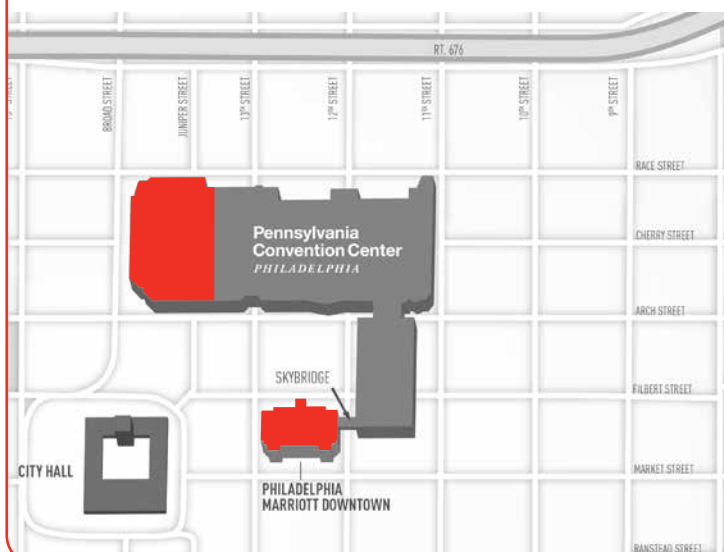 RT. 676
BROAD STREET
JUNIPER STREET
13TH STREET
12TH STREET
11TH STREET
10TH STREET
9TH STREET
RACE STREET
Pennsylvania
Convention Center
PHILADELPHIA
CHERRY STREET
ARCH STREET
SKYBRIDGE
FILBERT STREET
CITY HALL
MARKET STREET
PHILADELPHIA
MARRIOTT DOWNTOWN
RANSTEAD STREET